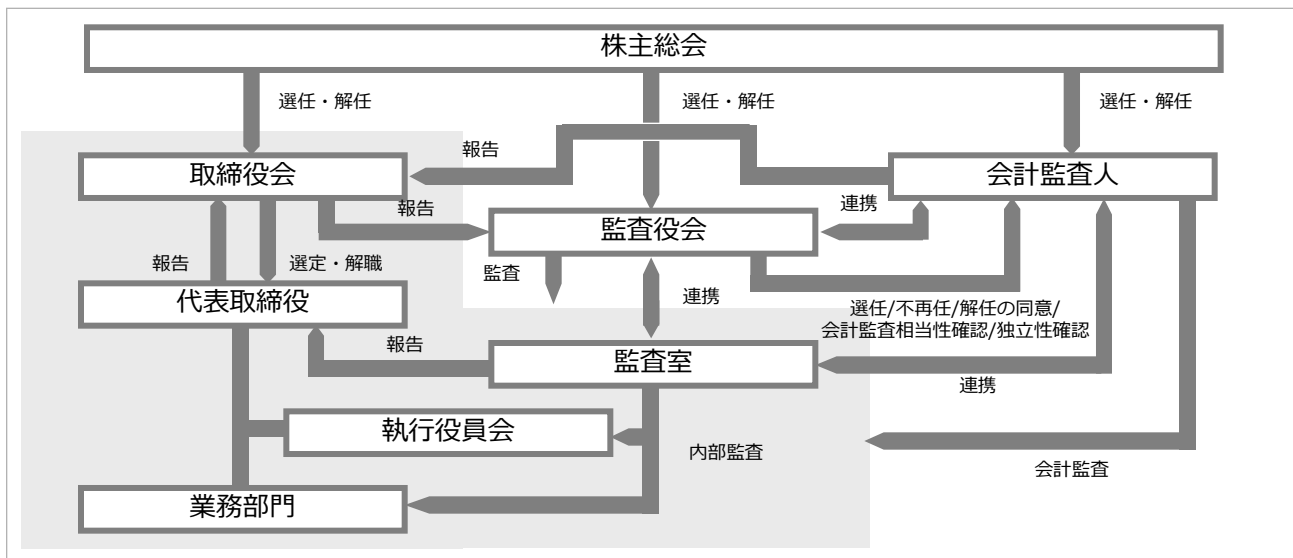 株主総会
選任・解任
選任・解任
選任・解任
報告
取締役会
会計監査人
報告
連携
監査役会
報告
選定・解職
監査
連携
代表取締役
選任/不再任/解任の同意/
会計監査相当性確認/独立性確認
報告
監査室
連携
執行役員会
内部監査
会計監査
業務部門